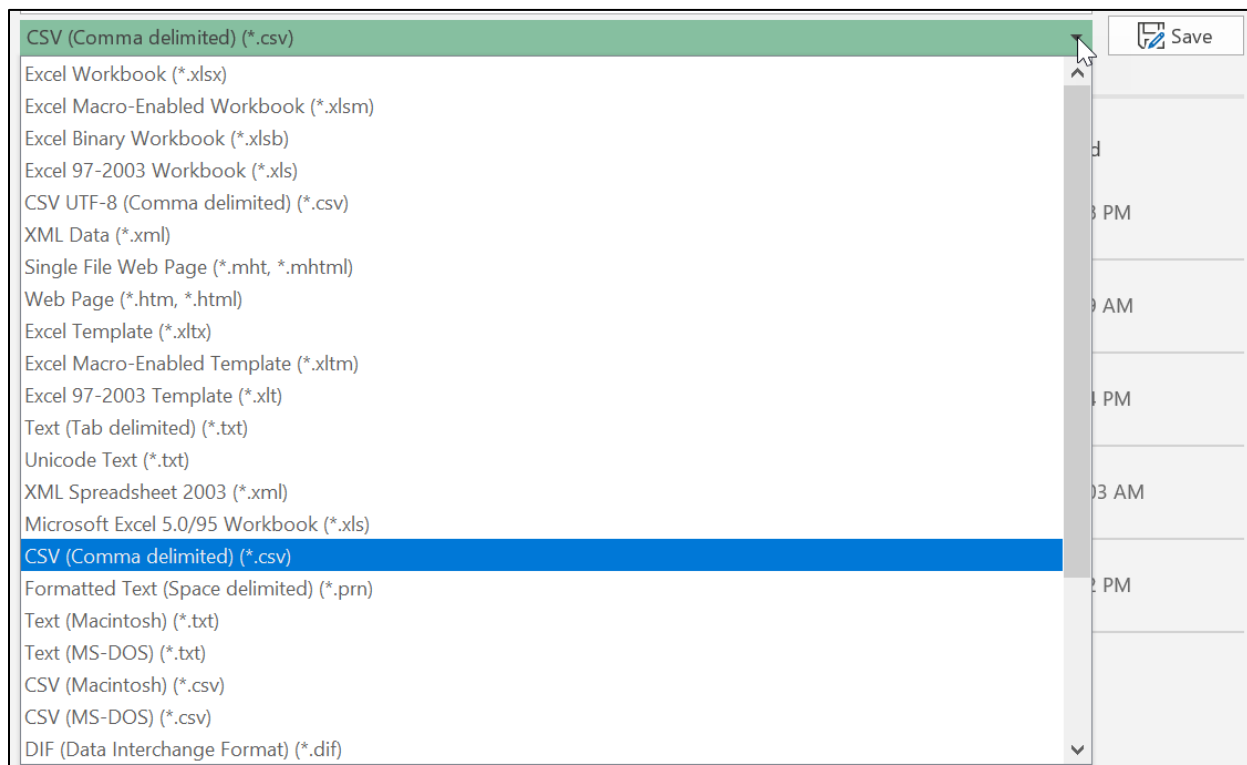 CSV (Comma delimited) (*.csv)
Save
Excel Workbook (*.xlsx)
Excel Macro-Enabled Workbook (*.xlsm)
Excel Binary Workbook (*.xlsb)
Excel 97-2003 Workbook (*.xls)
CSV UTF-8 (Comma delimited) (*.csv)
XML Data (*.xml)
Single File Web Page (*.mht, *.mhtml)
Web Page (*.htm, *.html)
Excel Template (*.xltx)
Excel Macro-Enabled Template (*.xltm)
Excel 97-2003 Template (*.xlt)
Text (Tab delimited) (*.txt)
Unicode Text (*.txt)
XML Spreadsheet 2003 (*.xml)
Microsoft Excel 5.0/95 Workbook (*.xls)
CSV (Comma delimited) (*.csv)
Formatted Text (Space delimited) (*.prn)
Text (Macintosh) (*.txt)
Text (MS-DOS) (*.txt)
CSV (Macintosh) (*.csv)
CSV (MS-DOS) (*.csv)
DIF (Data Interchange Format) (*.dif)
PM
AM
PM
AM
PM